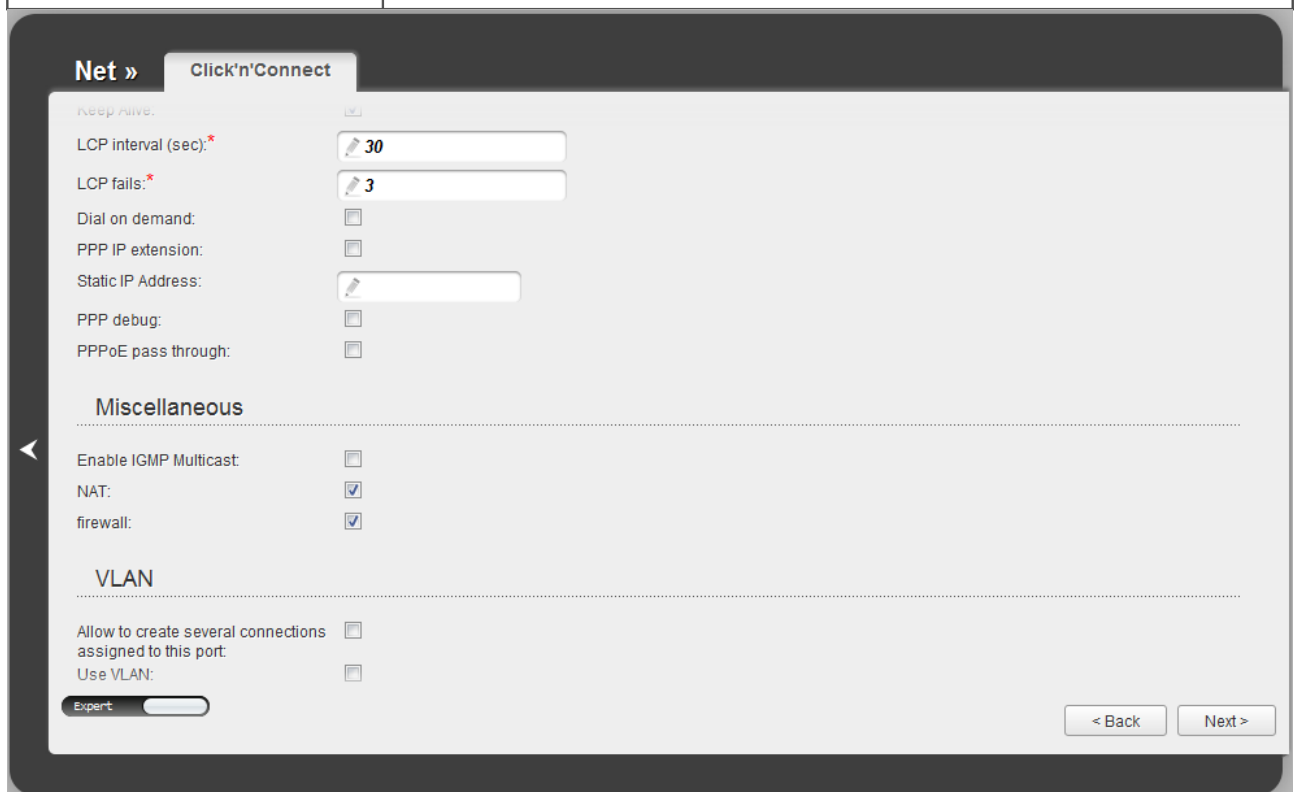 Net »
Click'n'Connect
Keep Alive:
LCP interval (sec):*
30
LCP fails:*
3
Dial on demand:
PPP IP extension:
Static IP Address:
PPP debug:
PPPoE pass through:
Miscellaneous
Enable IGMP Multicast:
NAT:
firewall:
VLAN
Allow to create several connections
assigned to this port:
Use VLAN:
Expert
< Back
Next >